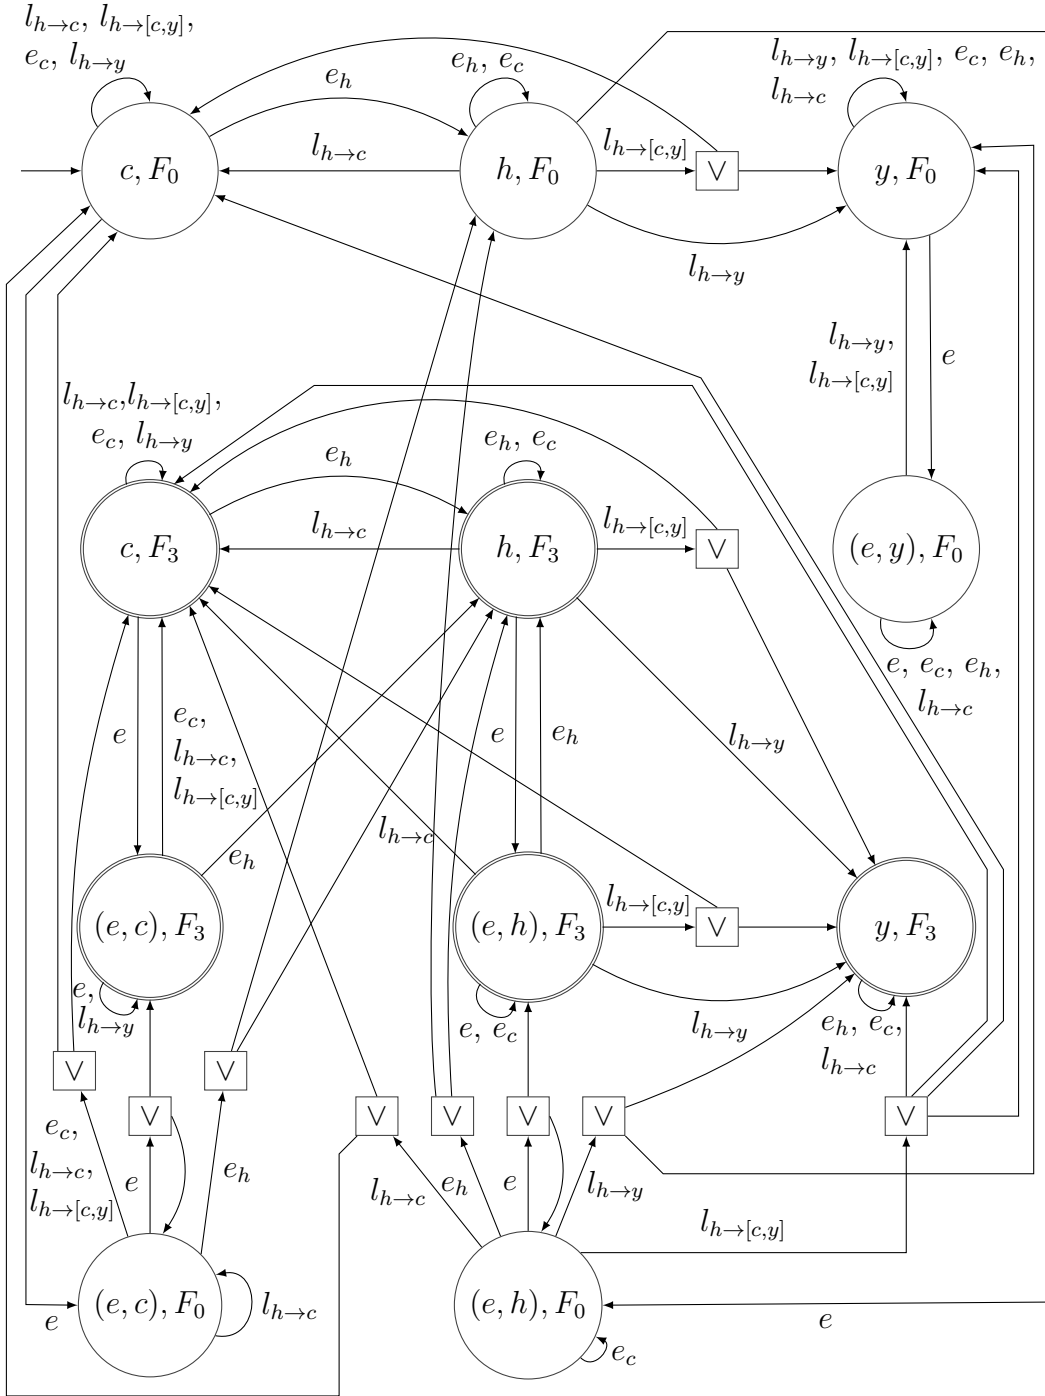 l_{h→c}, l_{h→[c,y]},
e_c, l_{h→y}
e_h
e_h, e_c
l_{h→y}, l_{h→[c,y]}, e_c, e_h,
l_{h→c}
c, F_0
l_{h→c}
h, F_0
l_{h→[c,y]}
∨
y, F_0
l_{h→y}
l_{h→y},
l_{h→[c,y]}
e
l_{h→c},l_{h→[c,y]},
e_c, l_{h→y}
e_h
e_h, e_c
c, F_3
l_{h→c}
h, F_3
l_{h→[c,y]}
∨
(e, y), F_0
e, e_c, e_h,
l_{h→c}
e
e_c,
l_{h→c},
l_{h→[c,y]}
e
e_h
l_{h→y}
e_h
l_{h→c}
(e, c), F_3
(e, h), F_3
l_{h→[c,y]}
∨
y, F_3
e,
l_{h→y}
e, e_c
l_{h→y}
e_h, e_c,
l_{h→c}
∨
∨
∨
∨
∨
∨
∨
∨
e_c,
l_{h→c},
l_{h→[c,y]}
e
e_h
l_{h→c}
e_h
e
l_{h→y}
l_{h→[c,y]}
(e, c), F_0
l_{h→c}
e
(e, h), F_0
e_c
e